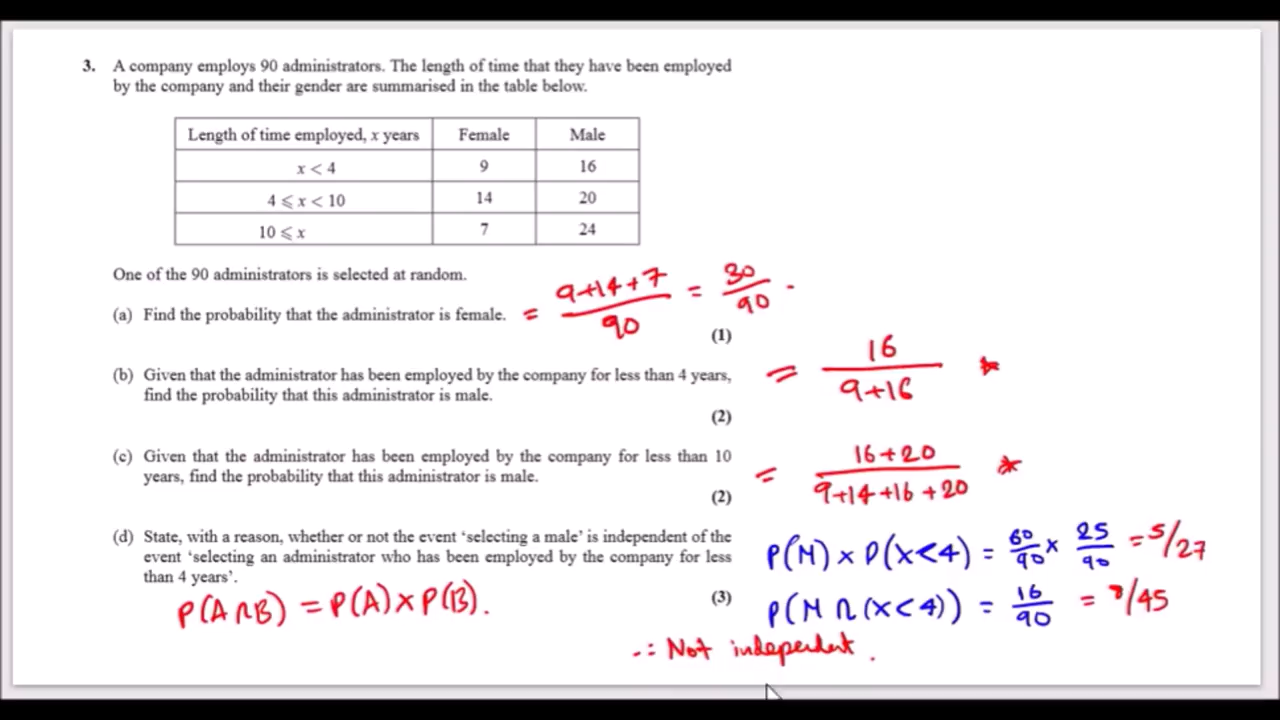 3. A company employs 90 administrators. The length of time that they have been employed
by the company and their gender are summarised in the table below.
Length of time employed, x years Female Male
x < 4 9 16
4 ⩽ x < 10 14 20
10 ⩽ x 7 24
One of the 90 administrators is selected at random.
(a) Find the probability that the administrator is female. = (9+14+7)/90 = 30/90 .
(1)
(b) Given that the administrator has been employed by the company for less than 4 years,
find the probability that this administrator is male.
(2)
= 16/(9+16) *
(c) Given that the administrator has been employed by the company for less than 10
years, find the probability that this administrator is male.
(2)
= (16+20)/(9+14+16+20) *
(d) State, with a reason, whether or not the event ‘selecting a male’ is independent of the
event ‘selecting an administrator who has been employed by the company for less
than 4 years’.
(3)
P(A∩B) = P(A)×P(B).
P(M) × P(X<4) = 60/90 × 25/90 = 5/27
P(M ∩ (X<4)) = 16/90 = 8/45
∴ Not independent.